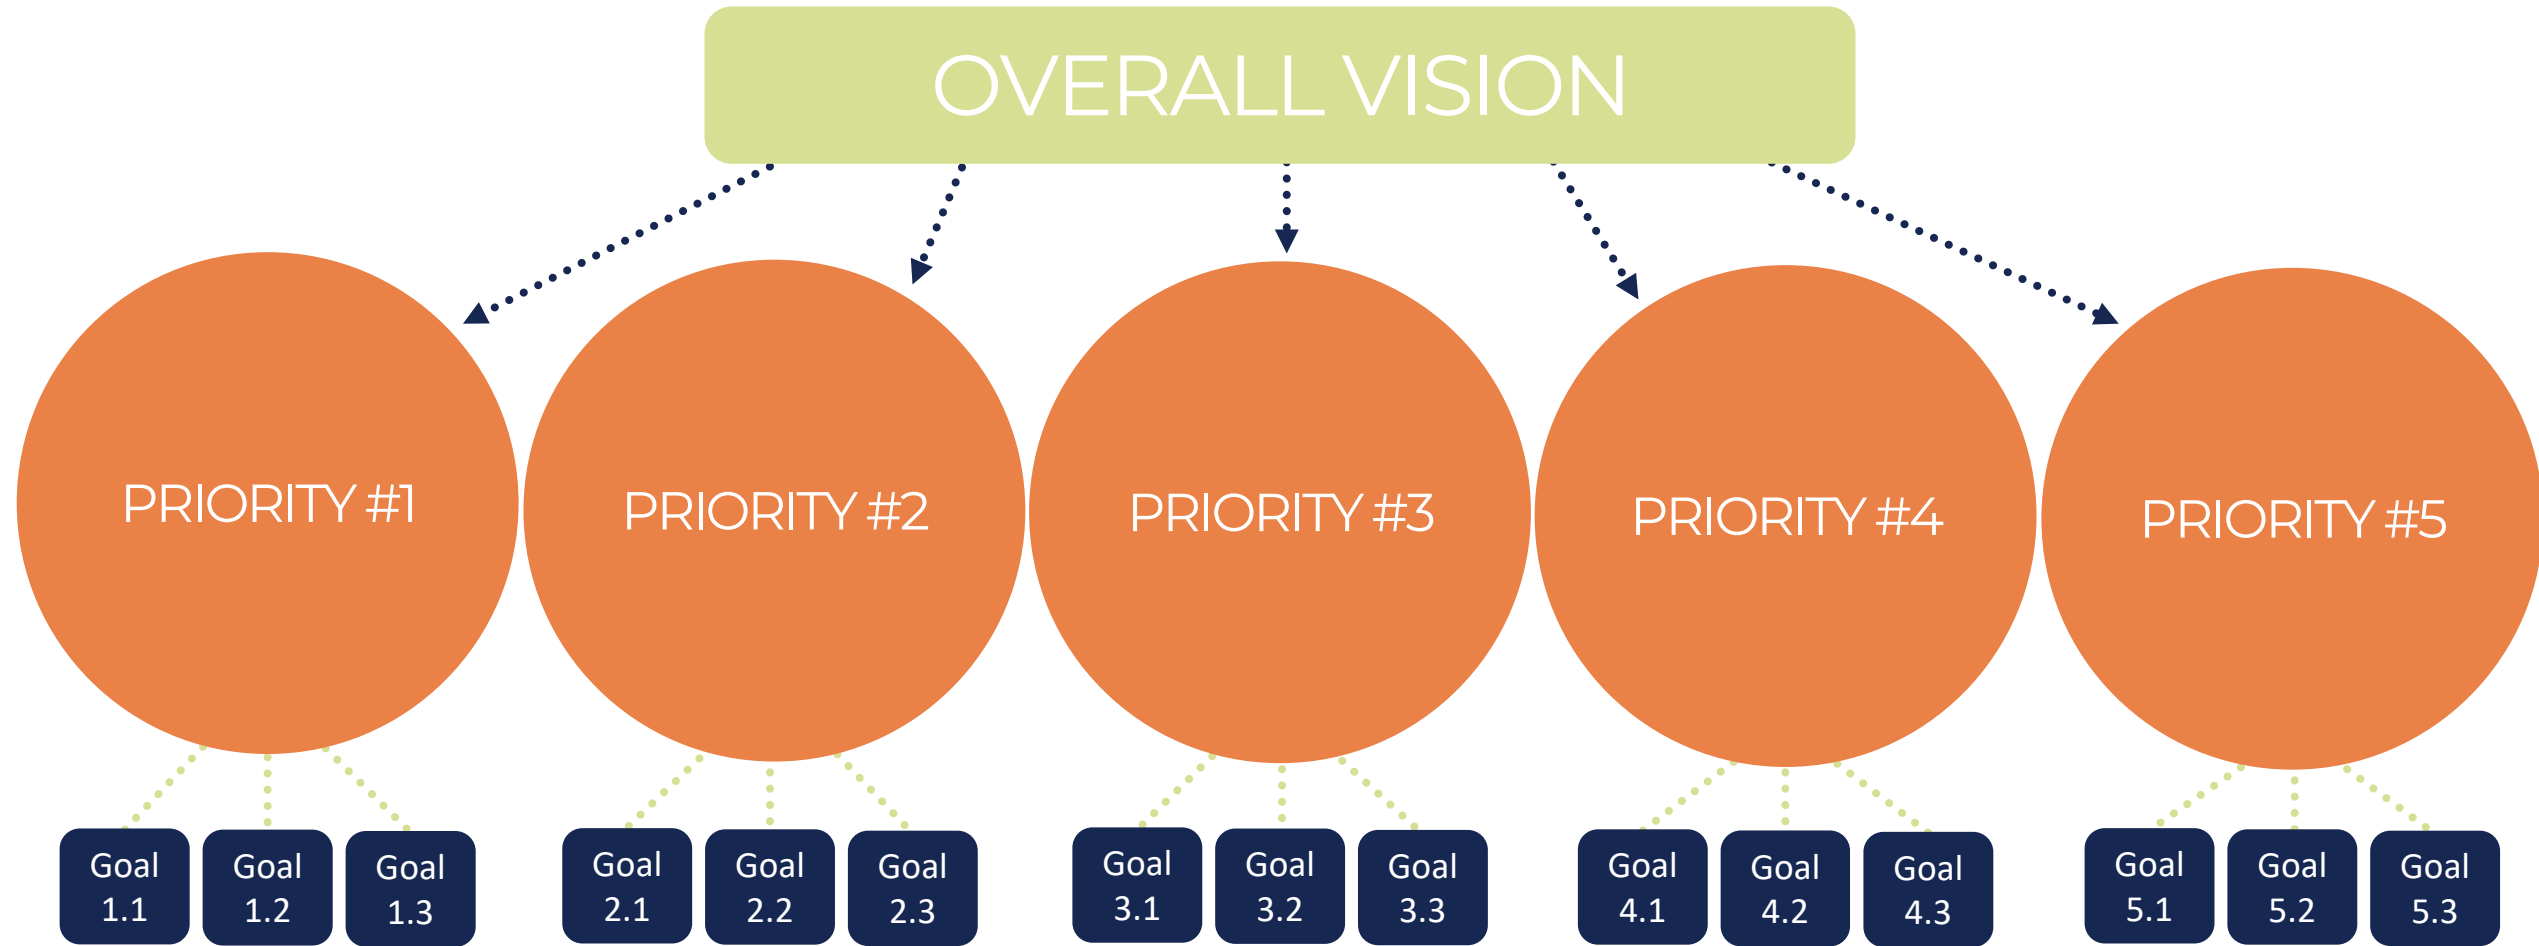 OVERALL VISION
PRIORITY #1
PRIORITY #2
PRIORITY #3
PRIORITY #4
PRIORITY #5
Goal
1.1
Goal
1.2
Goal
1.3
Goal
2.1
Goal
2.2
Goal
2.3
Goal
3.1
Goal
3.2
Goal
3.3
Goal
4.1
Goal
4.2
Goal
4.3
Goal
5.1
Goal
5.2
Goal
5.3